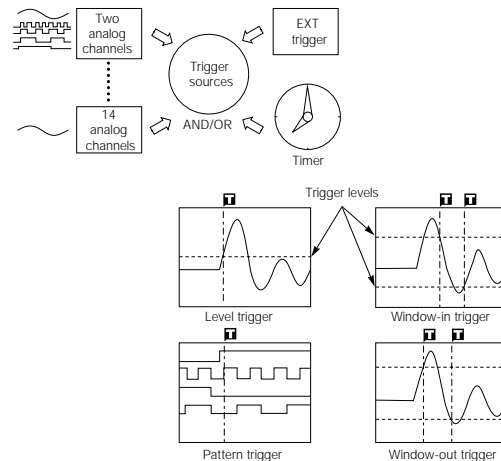 Two
analog
channels
EXT
trigger
Trigger
sources
14
analog
channels
AND/OR
Timer
Trigger levels
T
T
T
Level trigger
Window-in trigger
T
T
T
Pattern trigger
Window-out trigger